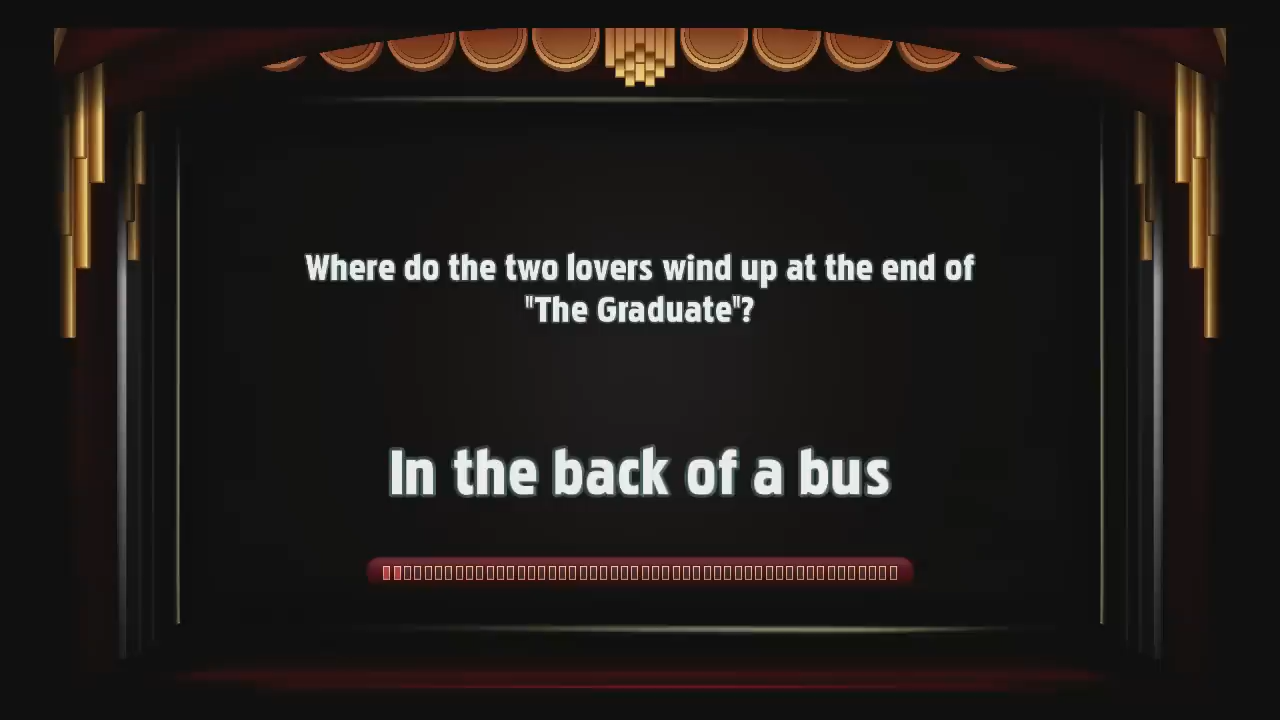 Where do the two lovers wind up at the end of
"The Graduate"?
In the back of a bus